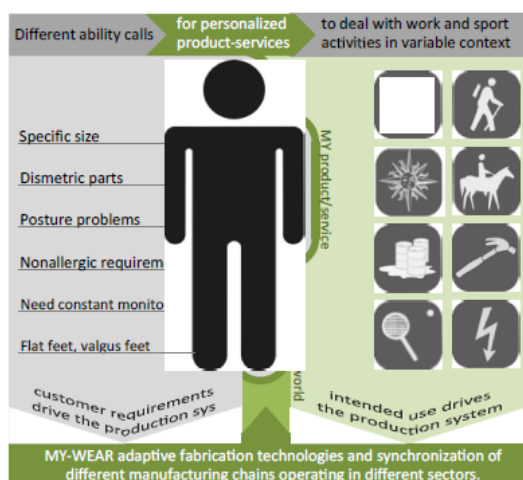 Different ability calls
for personalized
product-services
to deal with work and sport
activities in variable context
Specific size
Dismetric parts
Posture problems
Nonallergic requirem
Need constant monito
Flat feet, valgus feet
MY product/service
world
customer requirements
drive the production sys
intended use drives
the production system
MY-WEAR adaptive fabrication technologies and synchronization of
different manufacturing chains operating in different sectors.